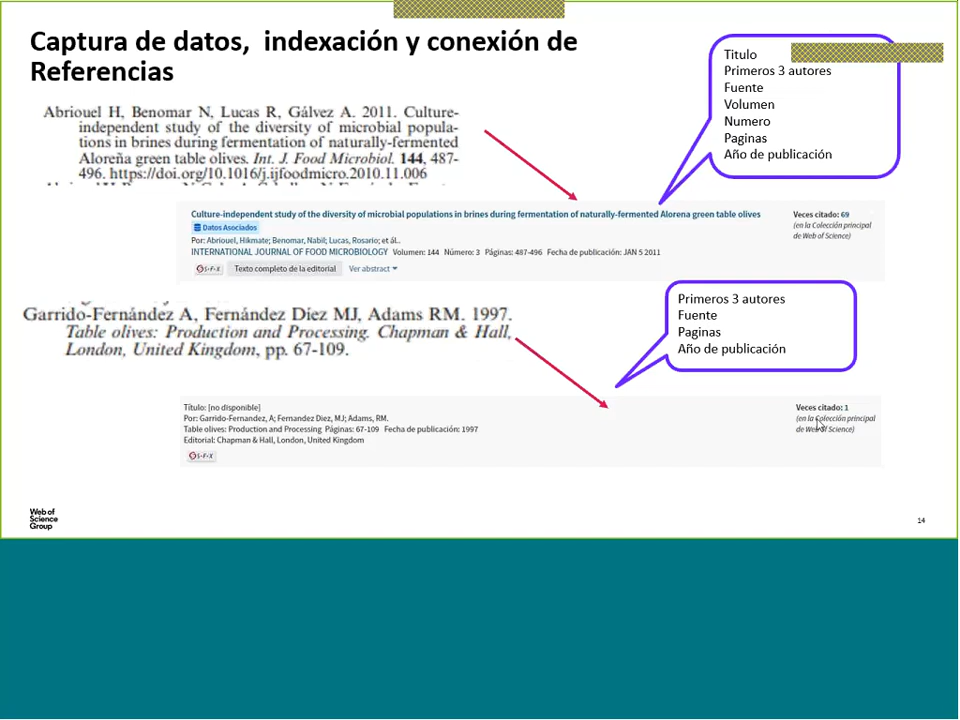 Captura de datos, indexación y conexión de
Referencias
Titulo
Primeros 3 autores
Fuente
Volumen
Numero
Paginas
Año de publicación
Abriouel H, Benomar N, Lucas R, Gálvez A. 2011. Culture-
independent study of the diversity of microbial popula-
tions in brines during fermentation of naturally-fermented
Aloreña green table olives. Int. J. Food Microbiol. 144, 487-
496. https://doi.org/10.1016/j.ijfoodmicro.2010.11.006
Culture-independent study of the diversity of microbial populations in brines during fermentation of naturally-fermented Alorena green table olives
Veces citado: 69
(en la Colección principal
de Web of Science)
Datos Asociados
Por: Abriouel, Hikmate; Benomar, Nabil; Lucas, Rosario; et ál..
INTERNATIONAL JOURNAL OF FOOD MICROBIOLOGY Volumen: 144 Número: 3 Páginas: 487-496 Fecha de publicación: JAN 5 2011
S-F-X Texto completo de la editorial Ver abstract
Garrido-Fernández A, Fernández Díez MJ, Adams RM. 1997.
Table olives: Production and Processing. Chapman & Hall,
London, United Kingdom, pp. 67-109.
Primeros 3 autores
Fuente
Paginas
Año de publicación
Título: [no disponible]
Por: Garrido-Fernandez, A; Fernandez Diez, MJ; Adams, RM.
Table olives: Production and Processing Páginas: 67-109 Fecha de publicación: 1997
Editorial: Chapman & Hall, London, United Kingdom
S-F-X
Veces citado: 1
(en la Colección principal
de Web of Science)
Web of
Science
Group
14